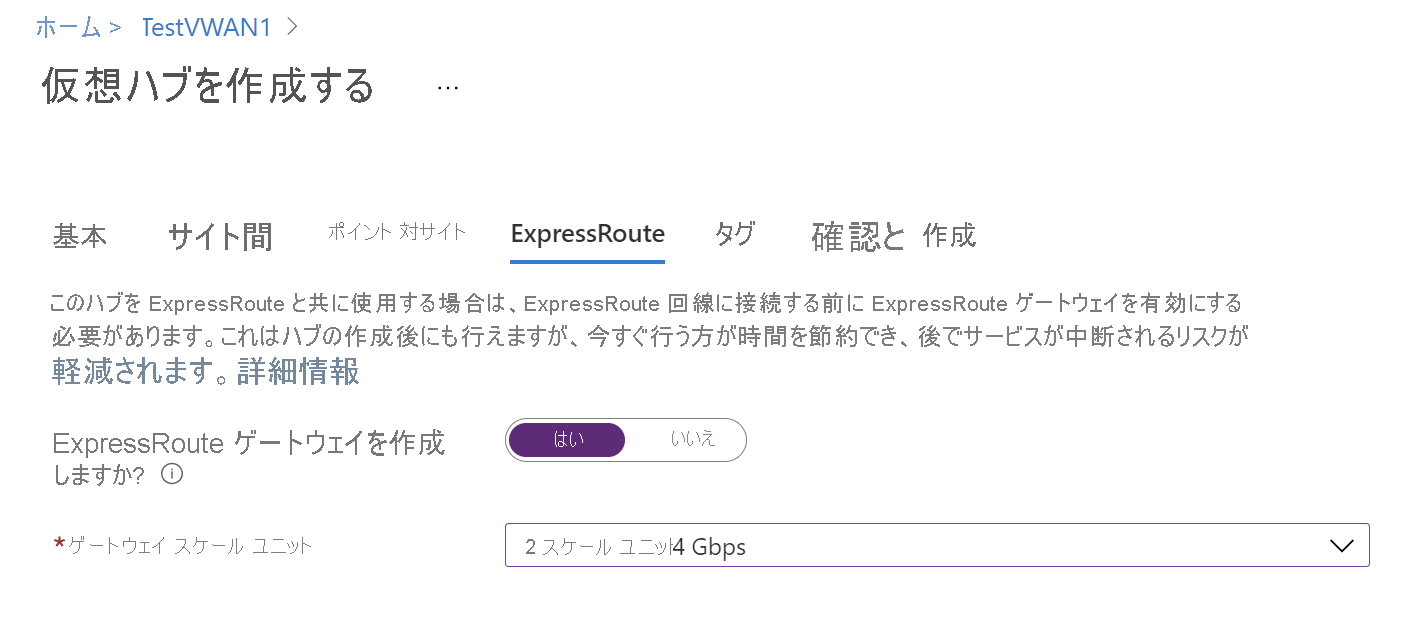 ホーム > TestVWAN1 >
仮想ハブを作成する ...
基本 サイト間 ポイント 対サイト ExpressRoute タグ 確認と 作成
このハブを ExpressRoute と共に使用する場合は、ExpressRoute 回線に接続する前に ExpressRoute ゲートウェイを有効にする
必要があります。これはハブの作成後にも行えますが、今すぐ行う方が時間を節約でき、後でサービスが中断されるリスクが
軽減されます。詳細情報
ExpressRoute ゲートウェイを作成 はい いいえ
しますか?
*ゲートウェイ スケール ユニット 2 スケール ユニット4 Gbps